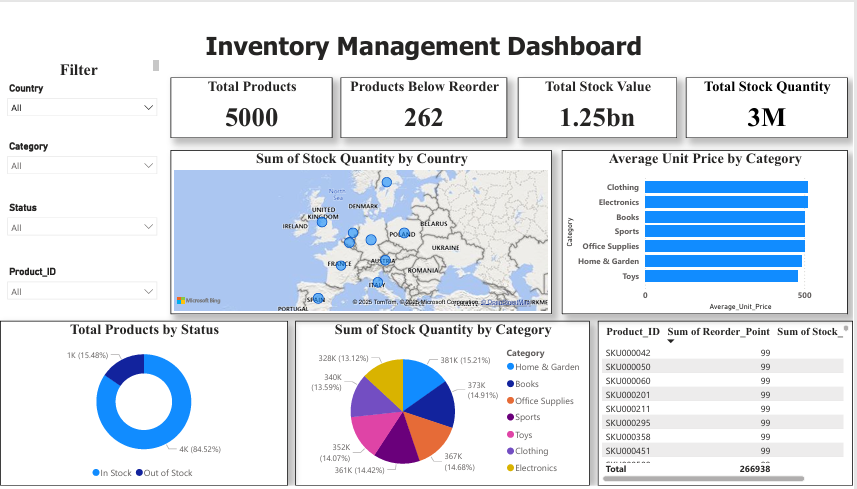 Inventory Management Dashboard
Filter
Country
All
Category
All
Status
All
Product_ID
All
Total Products
5000
Products Below Reorder
262
Total Stock Value
1.25bn
Total Stock Quantity
3M
Sum of Stock Quantity by Country
North
Sea
UNITED
KINGDOM
DENMARK
IRELAND
BELARUS
POLAND
UKRAINE
FRANCE
AUSTRIA
ROMANIA
ITALY
SPAIN
PORTUGAL
Microsoft Bing
© 2025 TomTom, © 2025 Microsoft Corporation,
Average Unit Price by Category
Category
Clothing
Electronics
Books
Sports
Office Supplies
Home & Garden
Toys
0
500
Average_Unit_Price
Total Products by Status
1K (15.48%)
4K (84.52%)
In Stock
Out of Stock
Sum of Stock Quantity by Category
328K (13.12%)
381K (15.21%)
340K
(13.59%)
373K
(14.91%)
352K
(14.07%)
367K
(14.68%)
361K (14.42%)
Category
Home & Garden
Books
Office Supplies
Sports
Toys
Clothing
Electronics
Product_ID Sum of Reorder_Point Sum of Stock_
SKU000042 99
SKU000050 99
SKU000060 99
SKU000201 99
SKU000211 99
SKU000295 99
SKU000358 99
SKU000451 99
Total 266938